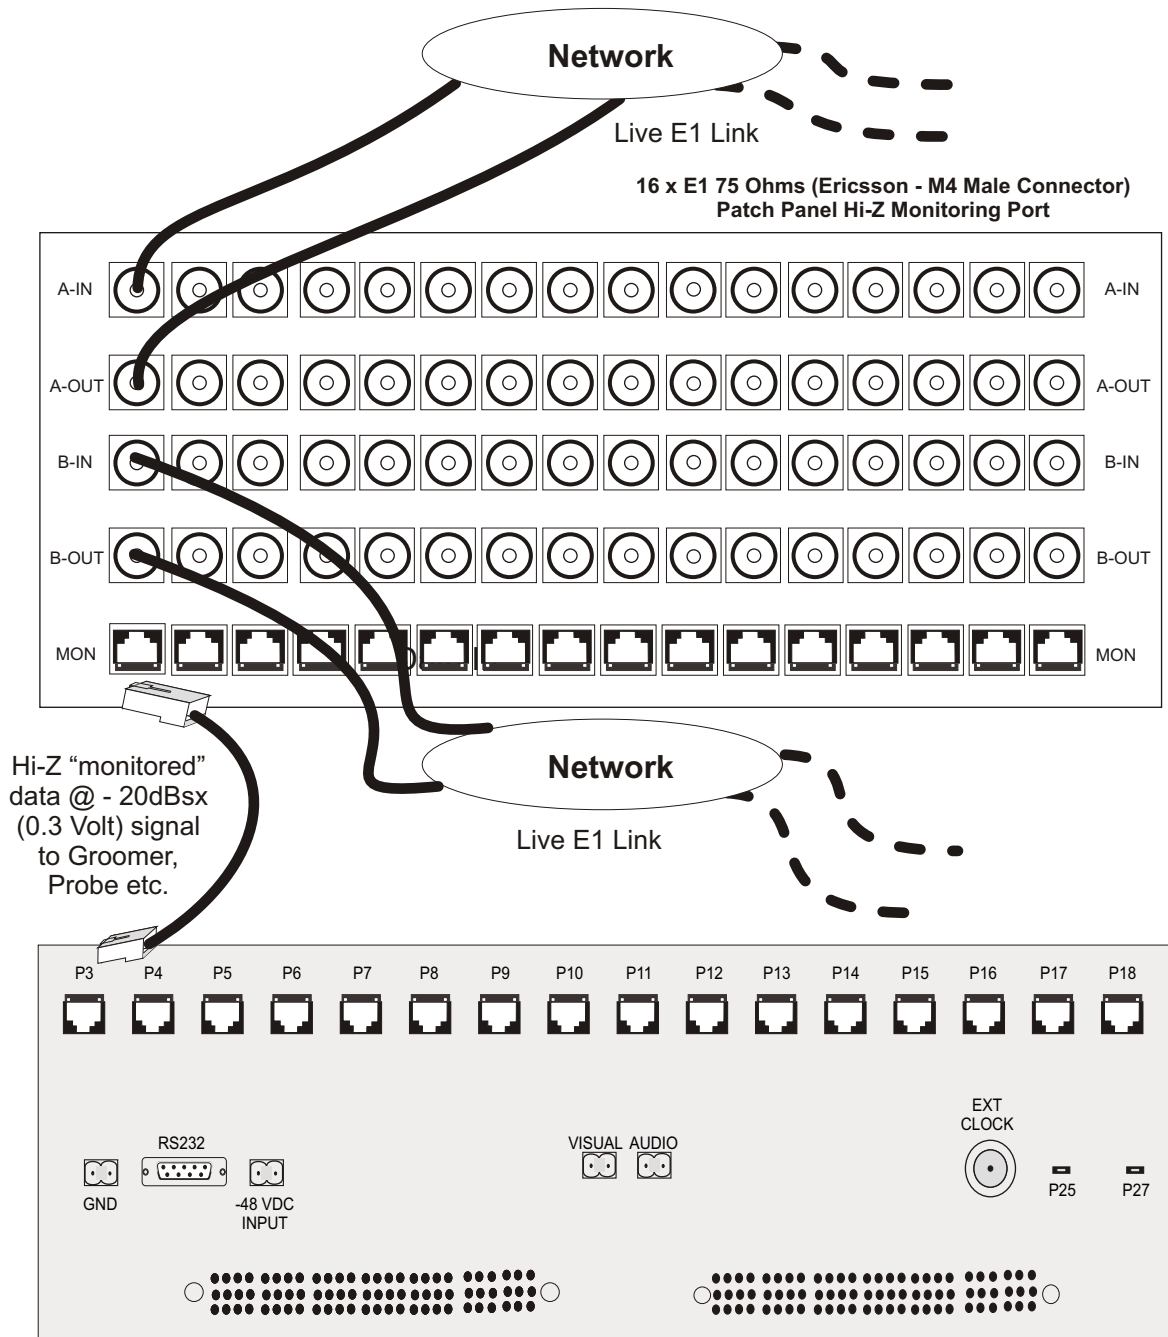 Network
Live E1 Link
16 x E1 75 Ohms (Ericsson - M4 Male Connector)
Patch Panel Hi-Z Monitoring Port
A-IN A-IN
A-OUT A-OUT
B-IN B-IN
B-OUT B-OUT
MON MON
Hi-Z “monitored”
data @ - 20dBsx
(0.3 Volt) signal
to Groomer,
Probe etc.
Network
Live E1 Link
P3 P4 P5 P6 P7 P8 P9 P10 P11 P12 P13 P14 P15 P16 P17 P18
EXT
CLOCK
RS232
VISUAL AUDIO
GND
-48 VDC
INPUT
P25 P27